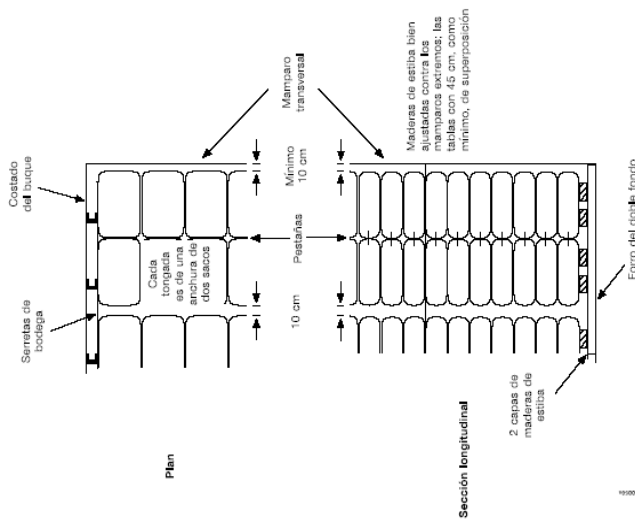 Costado
del buque
Serretas de
bodega
Cada
tongada
es de una
anchura de
dos sacos
Plan
Mamparo
transversal
10 cm
Pestañas
Mínimo
10 cm
Maderas de estiba bien
ajustadas contra los
mamparos extremos; las
tablas con 45 cm, como
mínimo, de superposición
Sección longitudinal
2 capas de
maderas de
estiba
Forro del doble fondo